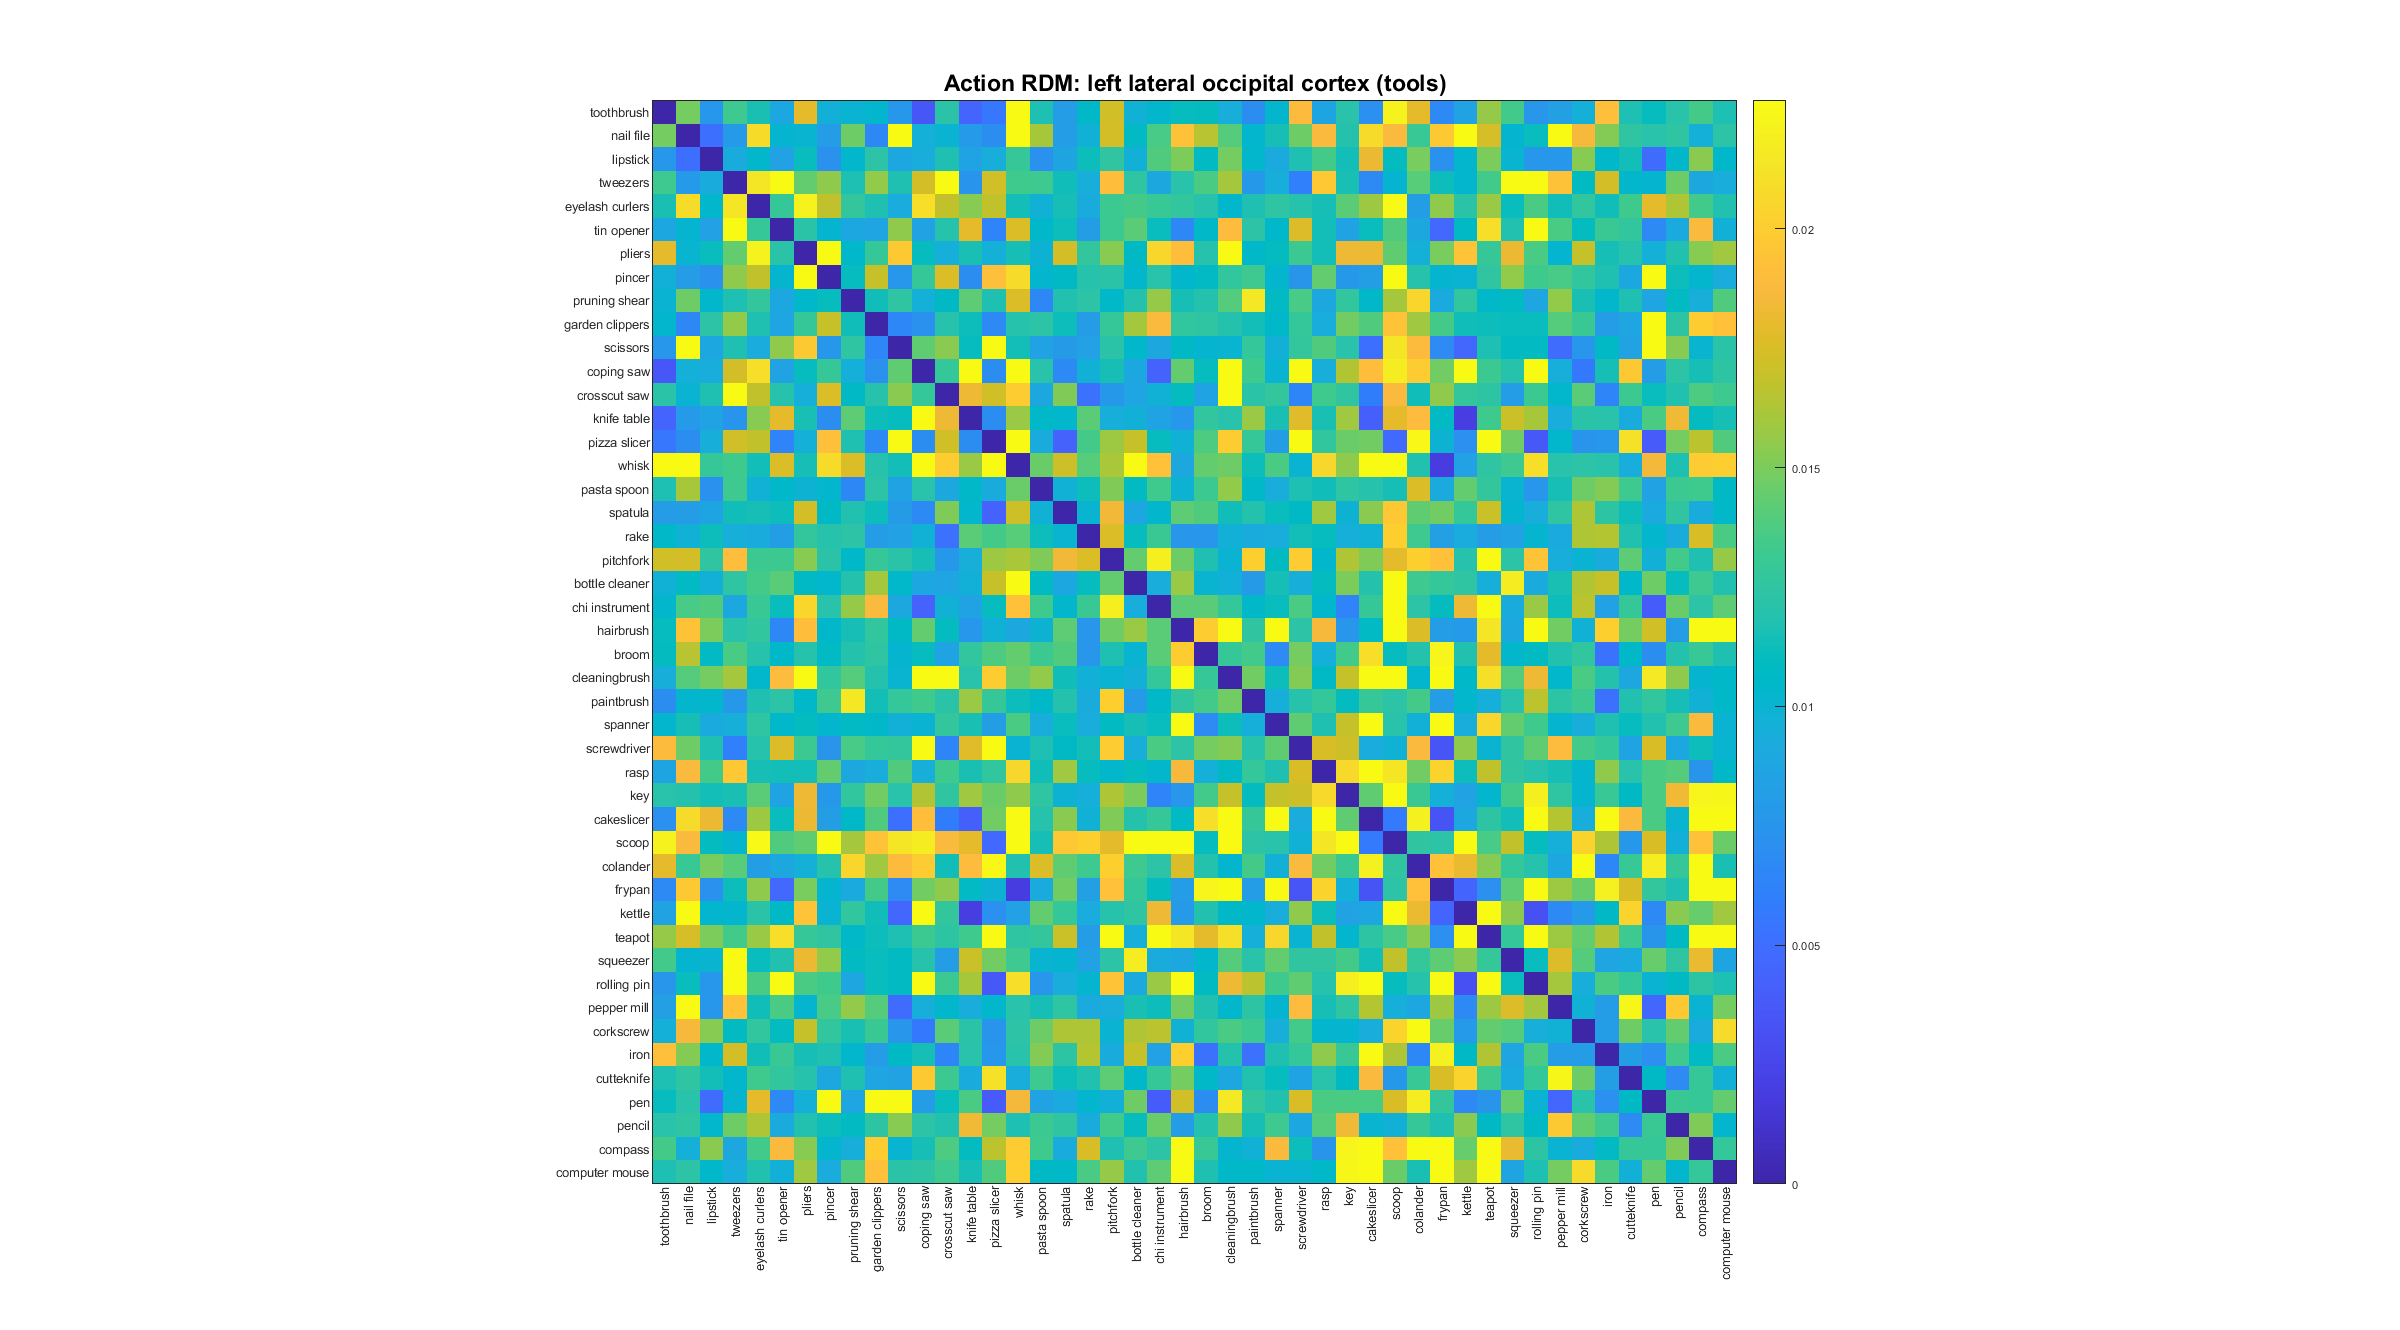 Action RDM: left lateral occipital cortex (tools)
toothbrush
nail file
lipstick
tweezers
eyelash curlers
tin opener
pliers
pincer
pruning shear
garden clippers
scissors
coping saw
crosscut saw
knife table
pizza slicer
whisk
pasta spoon
spatula
rake
pitchfork
bottle cleaner
chi instrument
hairbrush
broom
cleaningbrush
paintbrush
spanner
screwdriver
rasp
key
cakeslicer
scoop
colander
frypan
kettle
teapot
squeezer
rolling pin
pepper mill
corkscrew
iron
cutteknife
pen
pencil
compass
computer mouse
toothbrush
nail file
lipstick
tweezers
eyelash curlers
tin opener
pliers
pincer
pruning shear
garden clippers
scissors
coping saw
crosscut saw
knife table
pizza slicer
whisk
pasta spoon
spatula
rake
pitchfork
bottle cleaner
chi instrument
hairbrush
broom
cleaningbrush
paintbrush
spanner
screwdriver
rasp
key
cakeslicer
scoop
colander
frypan
kettle
teapot
squeezer
rolling pin
pepper mill
corkscrew
iron
cutteknife
pen
pencil
compass
computer mouse
0.02
0.015
0.01
0.005
0